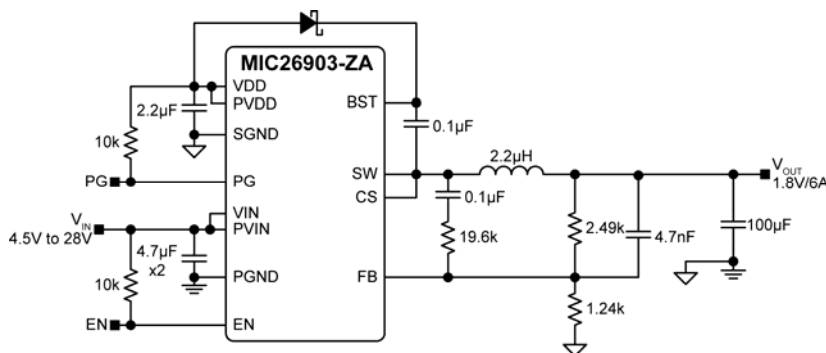 MIC26903-ZA
VDD
PVDD
BST
2.2µF
SGND
0.1µF
10k
2.2µH
SW
V_OUT
1.8V/6A
PG
PG
CS
0.1µF
VIN
V_IN
4.5V to 28V
PVIN
2.49k
4.7nF
100µF
19.6k
4.7µF
x2
PGND
FB
10k
1.24k
EN
EN